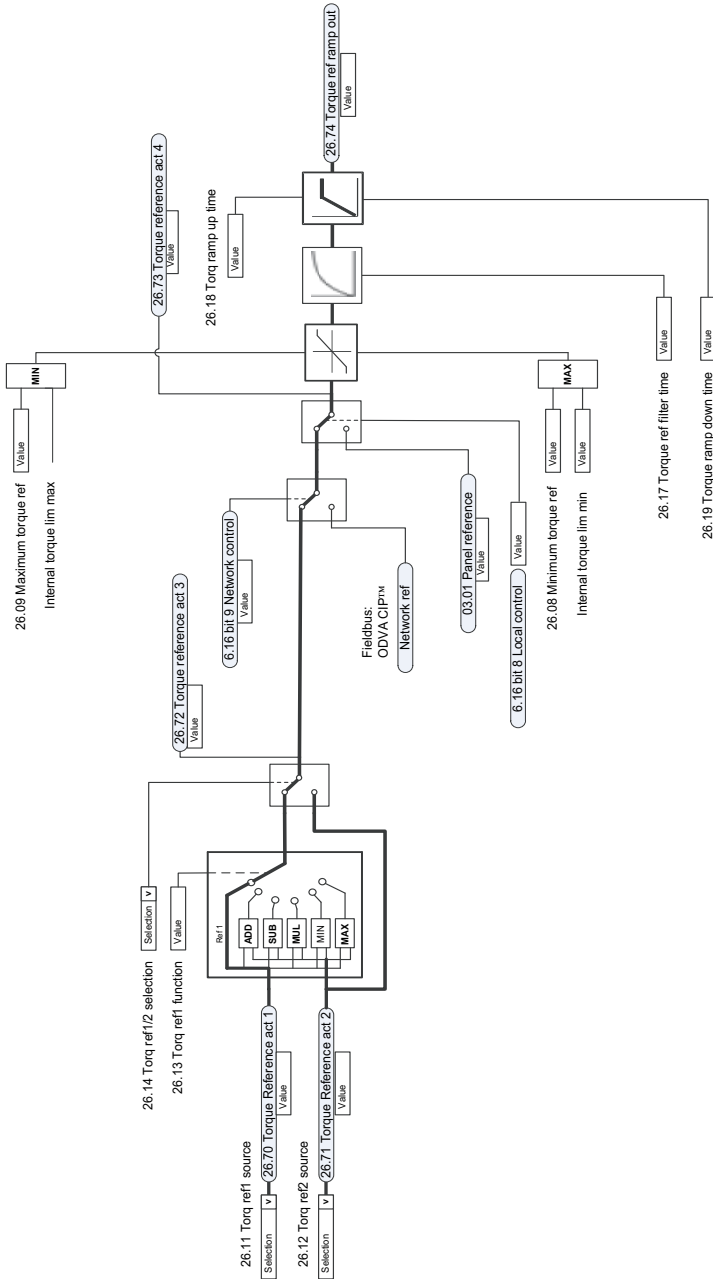 26.11 Torq ref1 source
Selection v
26.70 Torque Reference act 1
Value
26.12 Torq ref2 source
Selection v
26.71 Torque Reference act 2
Value
26.14 Torq ref1/2 selection
Selection v
26.13 Torq ref1 function
Value
Ref1
ADD
SUB
MUL
MIN
MAX
26.72 Torque reference act 3
Value
6.16 bit 9 Network control
Value
Fieldbus:
ODVA CIP™
Network ref
03.01 Panel reference
Value
6.16 bit 8 Local control
Value
26.73 Torque reference act 4
Value
26.09 Maximum torque ref
Value
Internal torque lim max
MIN
26.08 Minimum torque ref
Value
Internal torque lim min
Value
MAX
26.18 Torq ramp up time
Value
26.74 Torque ref ramp out
Value
26.17 Torque ref filter time
Value
26.19 Torque ramp down time
Value